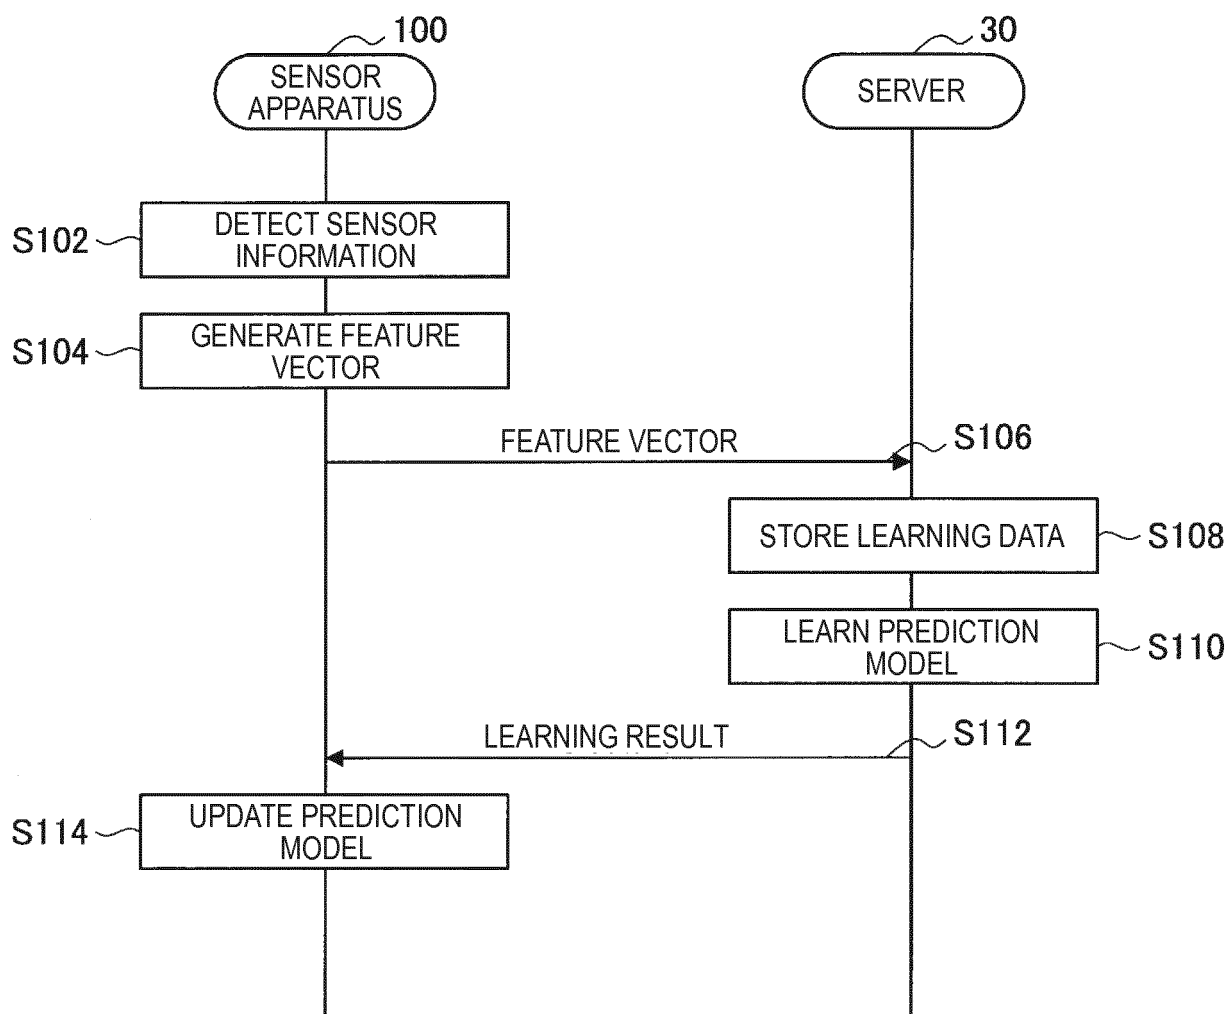 100
30
SENSOR
APPARATUS
SERVER
S102
DETECT SENSOR
INFORMATION
S104
GENERATE FEATURE
VECTOR
FEATURE VECTOR
S106
STORE LEARNING DATA
S108
LEARN PREDICTION
MODEL
S110
LEARNING RESULT
S112
S114
UPDATE PREDICTION
MODEL